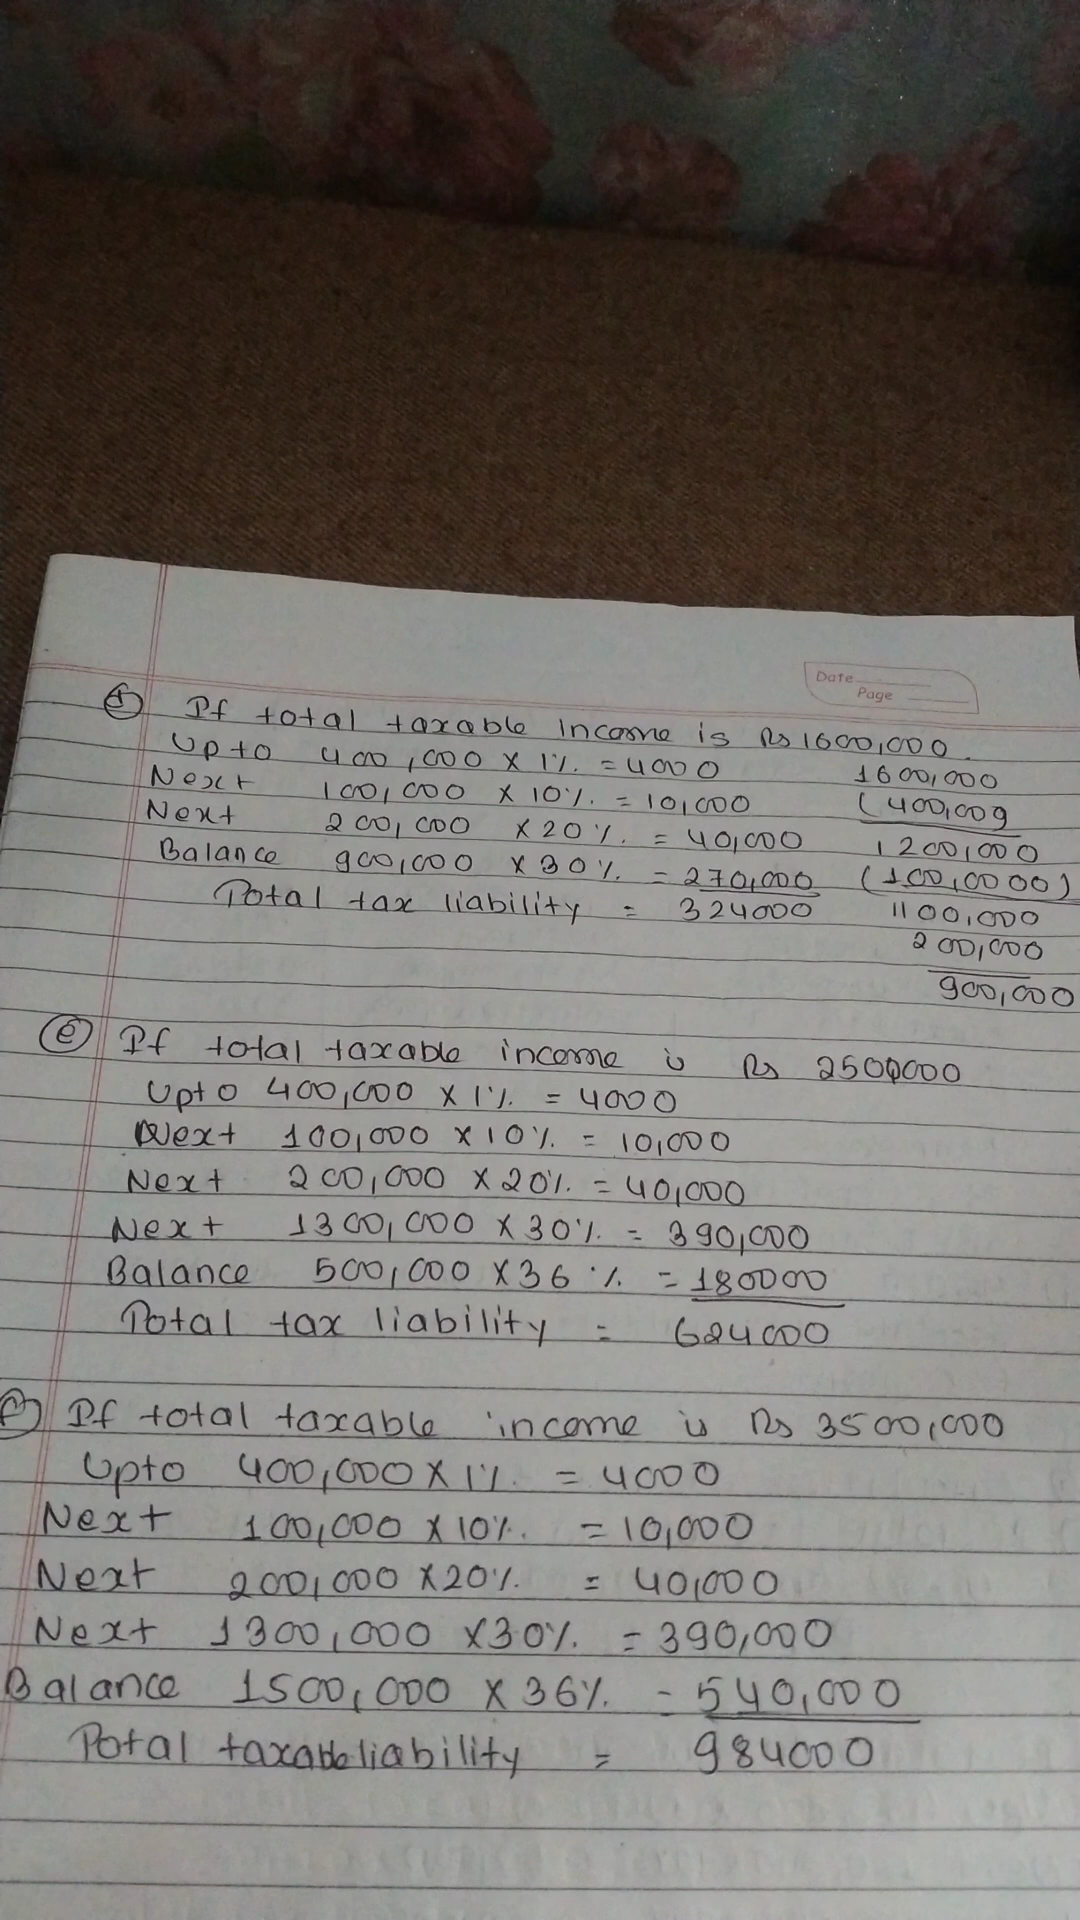 Date
Page
If total taxable income is Rs 1600,000.
Upto 400,000 × 1% = 4000 1600,000
Next 100,000 × 10% = 10,000 (400,000
Next 200,000 × 20% = 40,000 1200,000
Balance 900,000 × 30% = 270,000 (100,0000)
Total tax liability = 324000 1100,000
200,000
900,000
(e) If total taxable income is Rs 2500,000
Upto 400,000 × 1% = 4000
Next 100,000 × 10% = 10,000
Next 200,000 × 20% = 40,000
Next 1300,000 × 30% = 390,000
Balance 500,000 × 36% = 180000
Total tax liability = 624000
(f) If total taxable income is Rs 3500,000
Upto 400,000 × 1% = 4000
Next 100,000 × 10% = 10,000
Next 200,000 × 20% = 40,000
Next 1300,000 × 30% = 390,000
Balance 1500,000 × 36% = 540,000
Total taxable liability = 984000